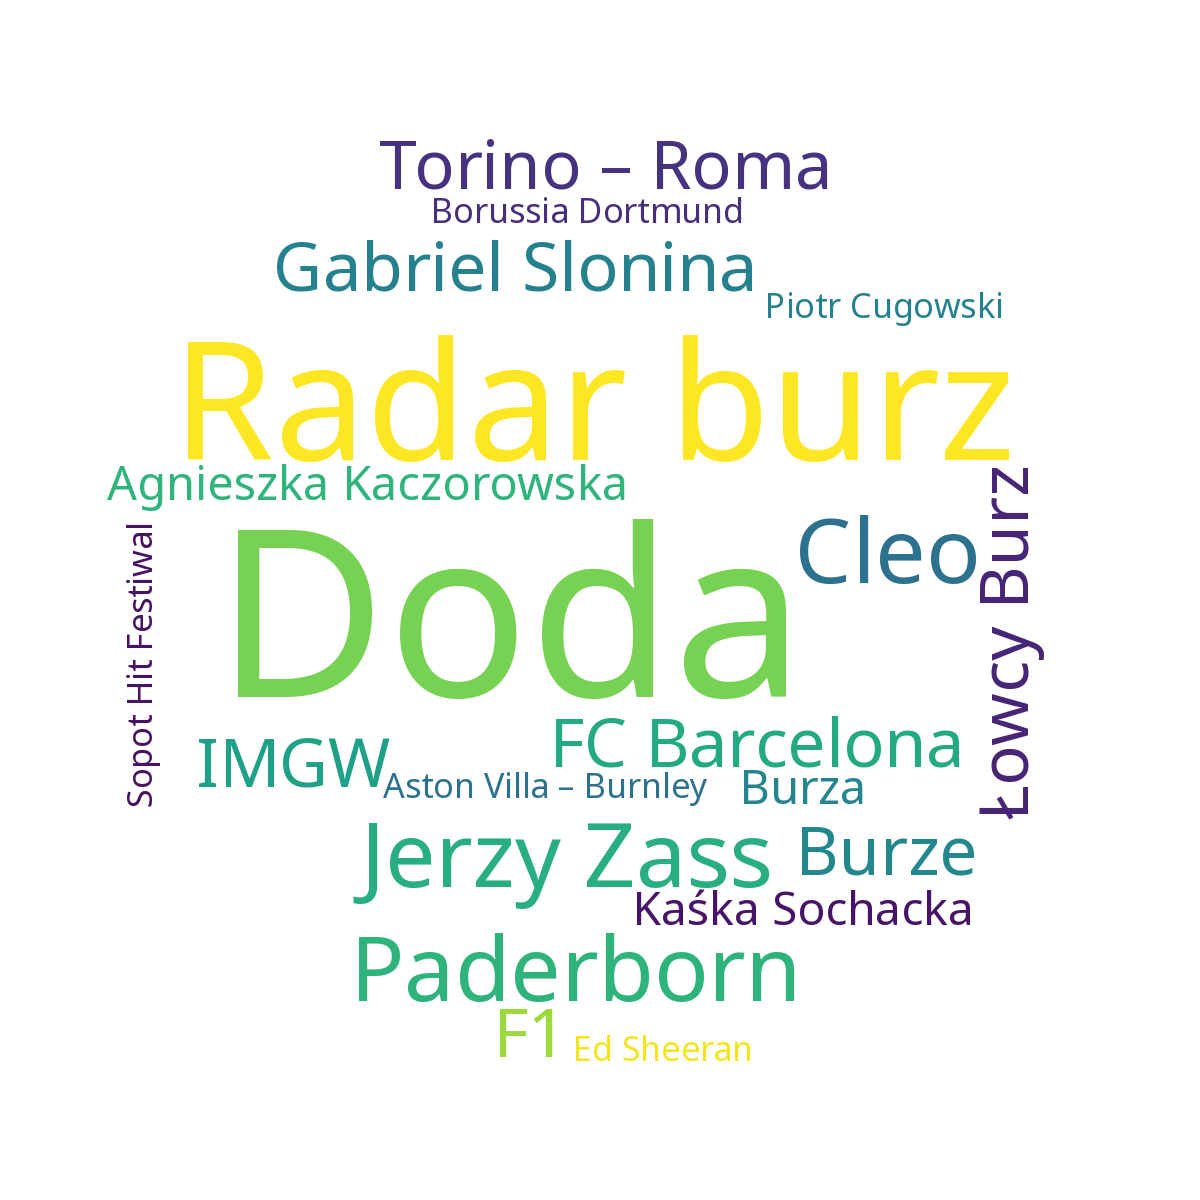 Torino – Roma
Borussia Dortmund
Gabriel Slonina
Piotr Cugowski
Radar burz
Agnieszka Kaczorowska
Doda
Cleo
Łowcy Burz
Sopot Hit Festiwal
FC Barcelona
IMGW
Aston Villa – Burnley
Burza
Jerzy Zass
Burze
Kaśka Sochacka
Paderborn
F1
Ed Sheeran